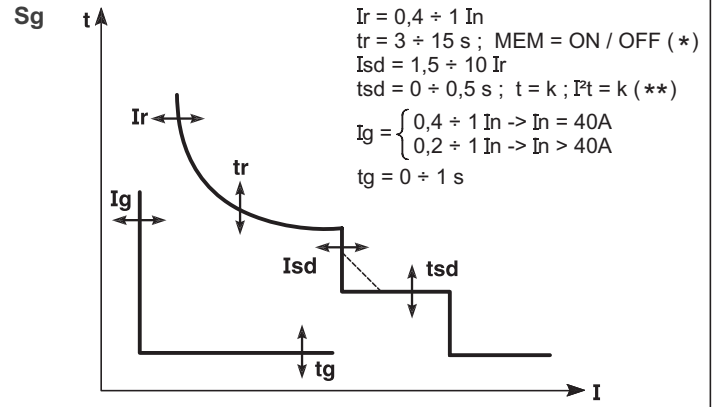 Sg
t
Ir = 0,4 ÷ 1 In
tr = 3 ÷ 15 s ; MEM = ON / OFF (*)
Isd = 1,5 ÷ 10 Ir
tsd = 0 ÷ 0,5 s ; t = k ; I²t = k (**)
Ig = { 0,4 ÷ 1 In -> In = 40A
0,2 ÷ 1 In -> In > 40A
tg = 0 ÷ 1 s
Ir
tr
Ig
Isd
tsd
tg
I